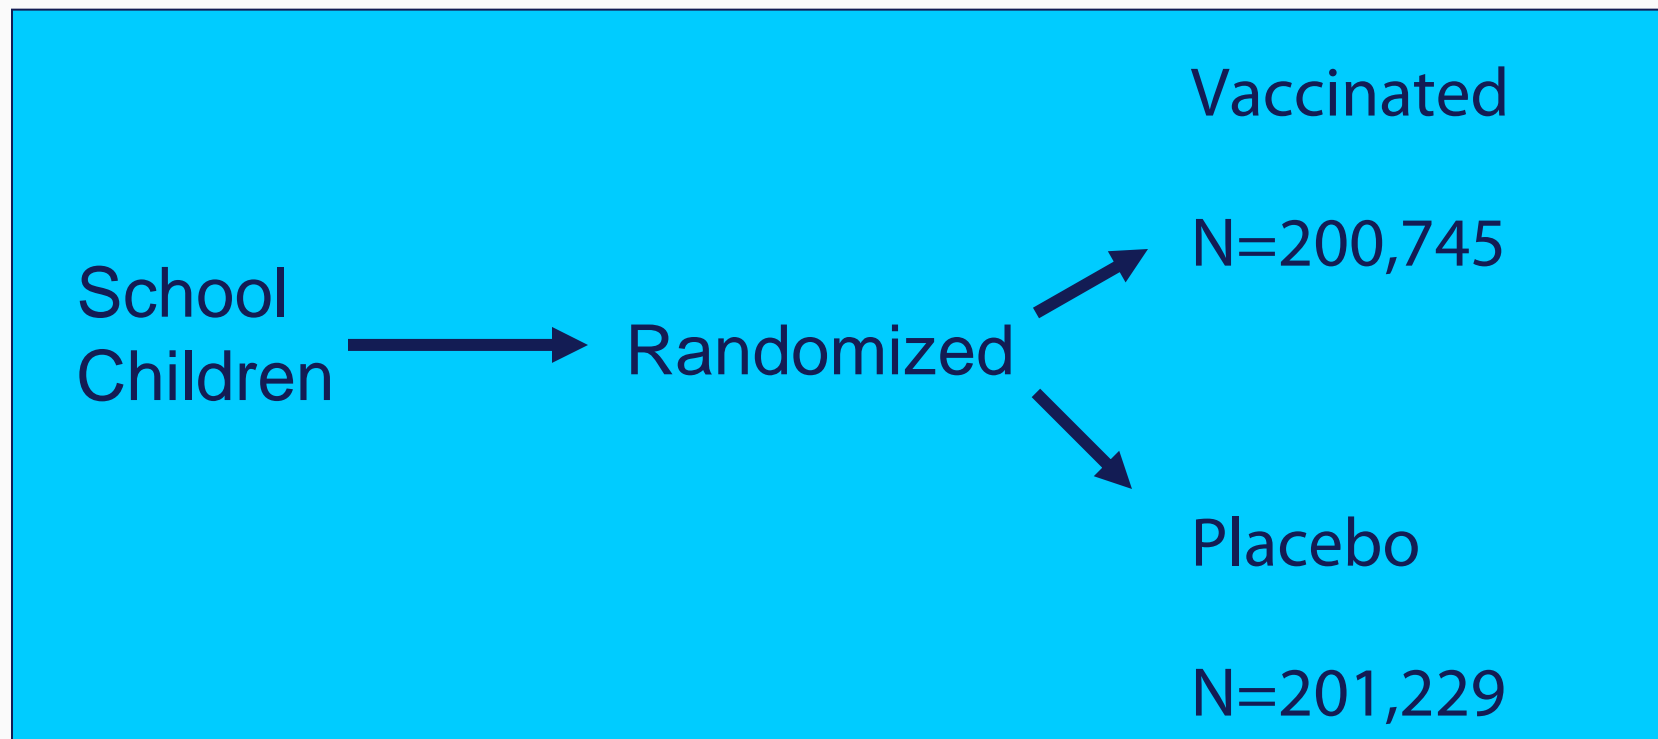 School
Children
Randomized
Vaccinated
N=200,745
Placebo
N=201,229